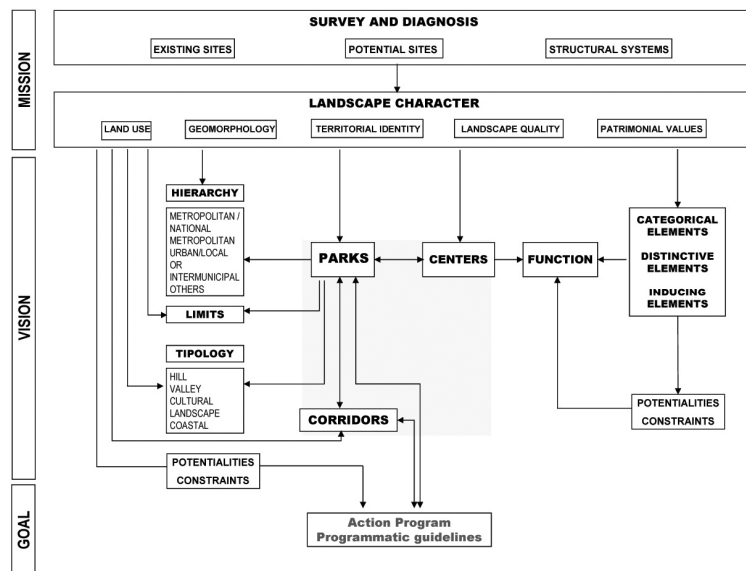 MISSION
SURVEY AND DIAGNOSIS
EXISTING SITES
POTENTIAL SITES
STRUCTURAL SYSTEMS
LANDSCAPE CHARACTER
LAND USE
GEOMORPHOLOGY
TERRITORIAL IDENTITY
LANDSCAPE QUALITY
PATRIMONIAL VALUES
VISION
HIERARCHY
METROPOLITAN /
NATIONAL
METROPOLITAN
URBAN/LOCAL
OR
INTERMUNICIPAL
OTHERS
PARKS
CENTERS
FUNCTION
CATEGORICAL
ELEMENTS
DISTINCTIVE
ELEMENTS
INDUCING
ELEMENTS
LIMITS
TIPOLOGY
HILL
VALLEY
CULTURAL
LANDSCAPE
COASTAL
CORRIDORS
POTENTIALITIES
CONSTRAINTS
POTENTIALITIES
CONSTRAINTS
GOAL
Action Program
Programmatic guidelines